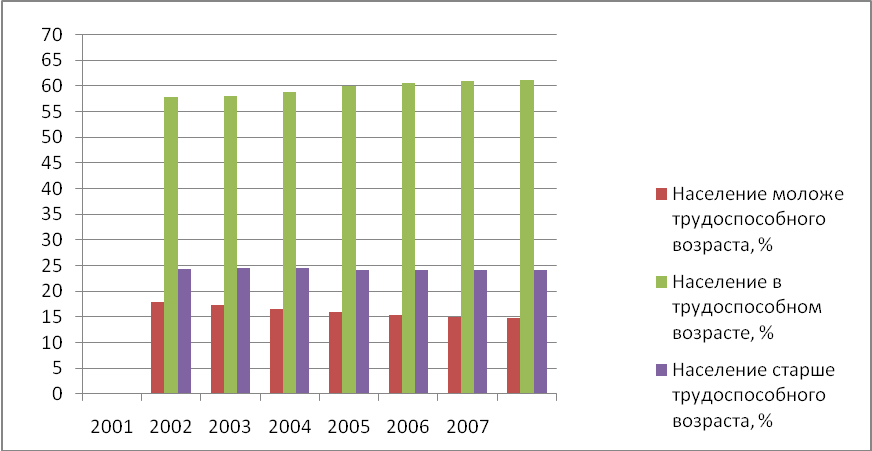 70
65
60
55
50
45
40
35
30
25
20
15
10
5
0
2001 2002 2003 2004 2005 2006 2007
Население моложе
трудоспособного
возраста, %
Население в
трудоспособном
возрасте, %
Население старше
трудоспособного
возраста, %